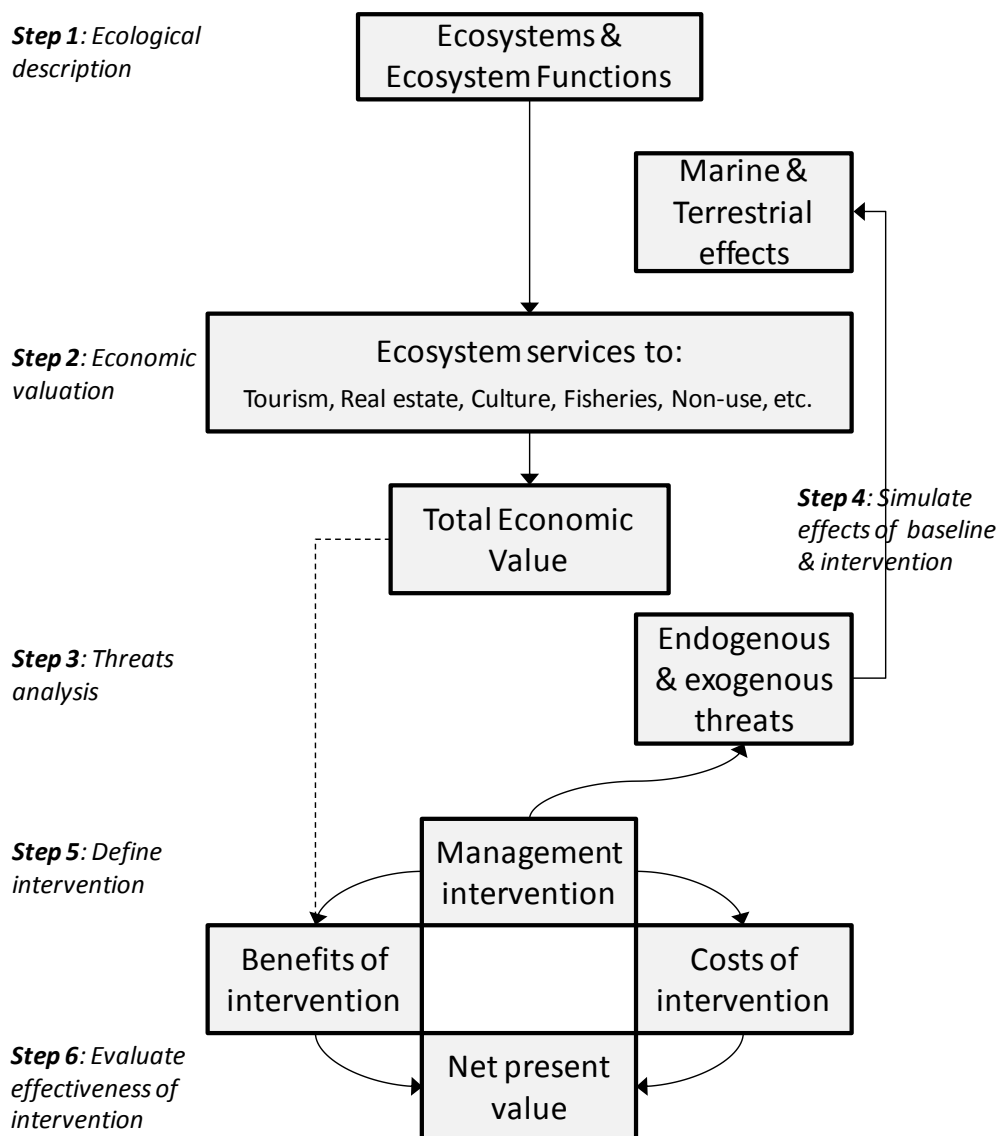 Step 1: Ecological
description
Ecosystems &
Ecosystem Functions
Marine &
Terrestrial
effects
Step 2: Economic
valuation
Ecosystem services to:
Tourism, Real estate, Culture, Fisheries, Non-use, etc.
Total Economic
Value
Step 4: Simulate
effects of baseline
& intervention
Step 3: Threats
analysis
Endogenous
& exogenous
threats
Step 5: Define
intervention
Management
intervention
Benefits of
intervention
Costs of
intervention
Step 6: Evaluate
effectiveness of
intervention
Net present
value